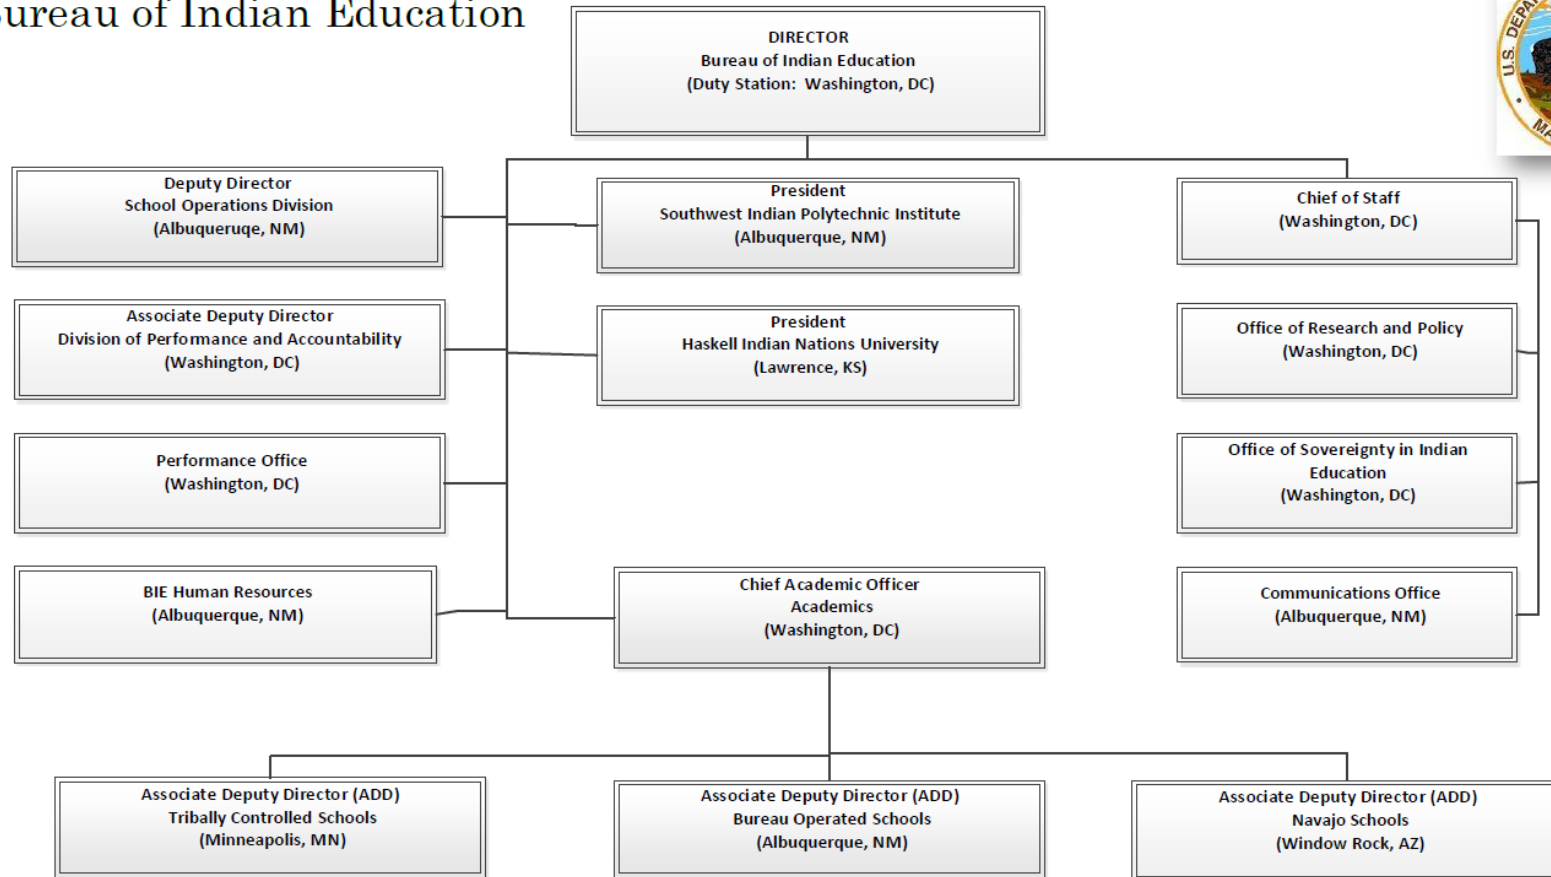 Bureau of Indian Education
DIRECTOR
Bureau of Indian Education
(Duty Station: Washington, DC)
U.S. DEPA
MA
Deputy Director
School Operations Division
(Albuqueruqe, NM)
President
Southwest Indian Polytechnic Institute
(Albuquerque, NM)
Chief of Staff
(Washington, DC)
Associate Deputy Director
Division of Performance and Accountability
(Washington, DC)
President
Haskell Indian Nations University
(Lawrence, KS)
Office of Research and Policy
(Washington, DC)
Performance Office
(Washington, DC)
Office of Sovereignty in Indian
Education
(Washington, DC)
BIE Human Resources
(Albuquerque, NM)
Chief Academic Officer
Academics
(Washington, DC)
Communications Office
(Albuquerque, NM)
Associate Deputy Director (ADD)
Tribally Controlled Schools
(Minneapolis, MN)
Associate Deputy Director (ADD)
Bureau Operated Schools
(Albuquerque, NM)
Associate Deputy Director (ADD)
Navajo Schools
(Window Rock, AZ)